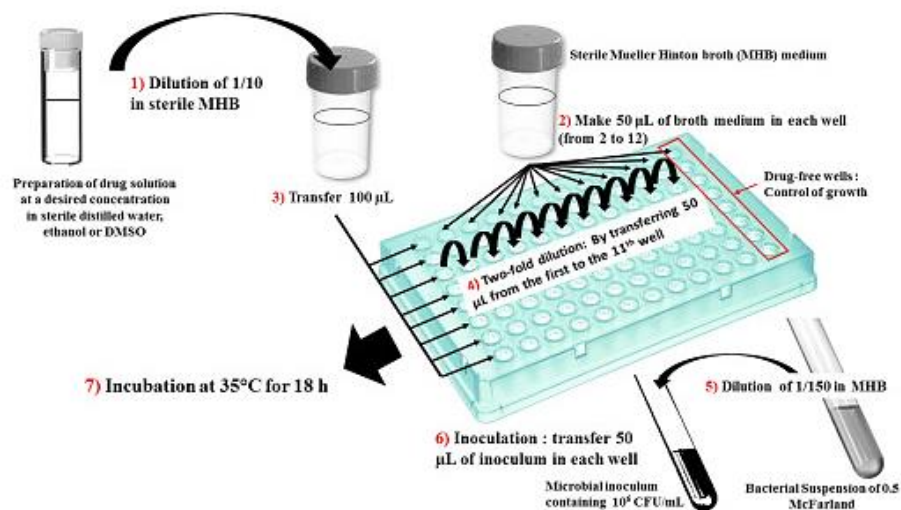 1) Dilution of 1/10
in sterile MHB
Preparation of drug solution
at a desired concentration
in sterile distilled water,
ethanol or DMSO
Sterile Mueller Hinton broth (MHB) medium
2) Make 50 µL of broth medium in each well
(from 2 to 12)
3) Transfer 100 µL
Drug-free wells :
Control of growth
4) Two-fold dilution: By transferring 50
µL from the first to the 11th well
5) Dilution of 1/150 in MHB
6) Inoculation : transfer 50
µL of inoculum in each well
Microbial inoculum
containing 10⁶ CFU/mL
Bacterial Suspension of 0.5
McFarland
7) Incubation at 35°C for 18 h